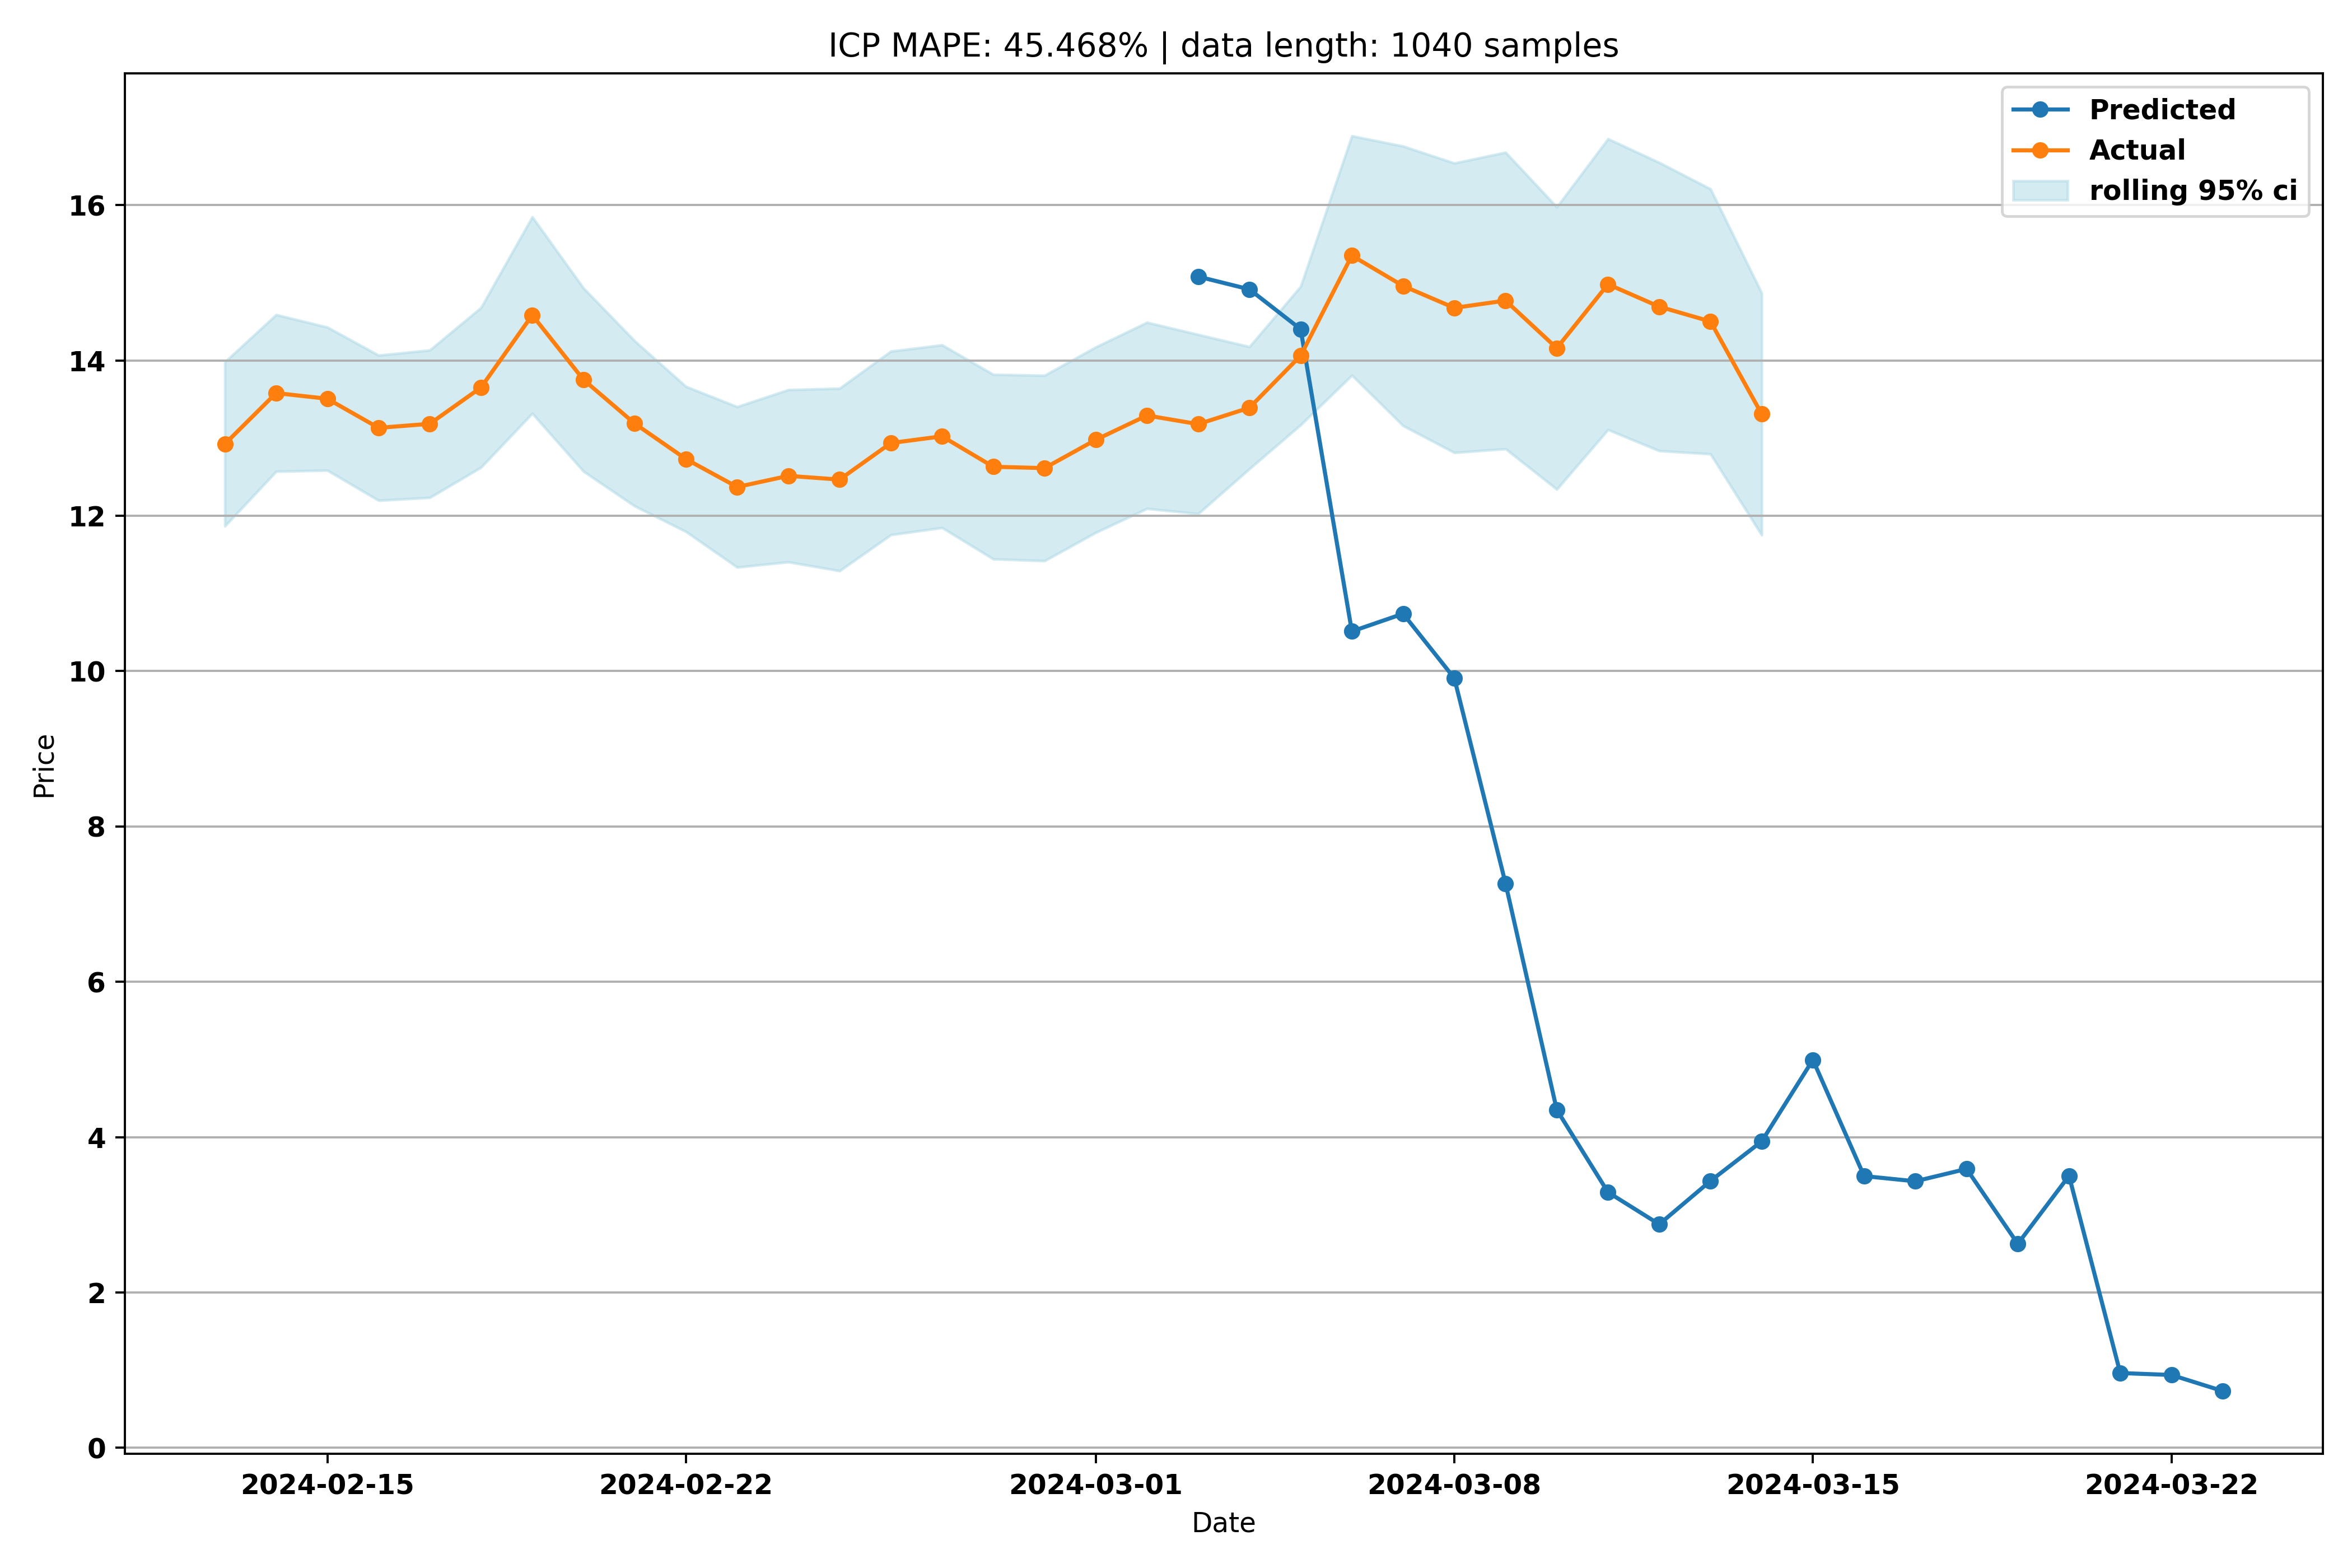 ICP MAPE: 45.468% | data length: 1040 samples
Predicted
Actual
rolling 95% ci
16
14
12
10
8
6
4
2
0
Price
2024-02-15 2024-02-22 2024-03-01 2024-03-08 2024-03-15 2024-03-22
Date